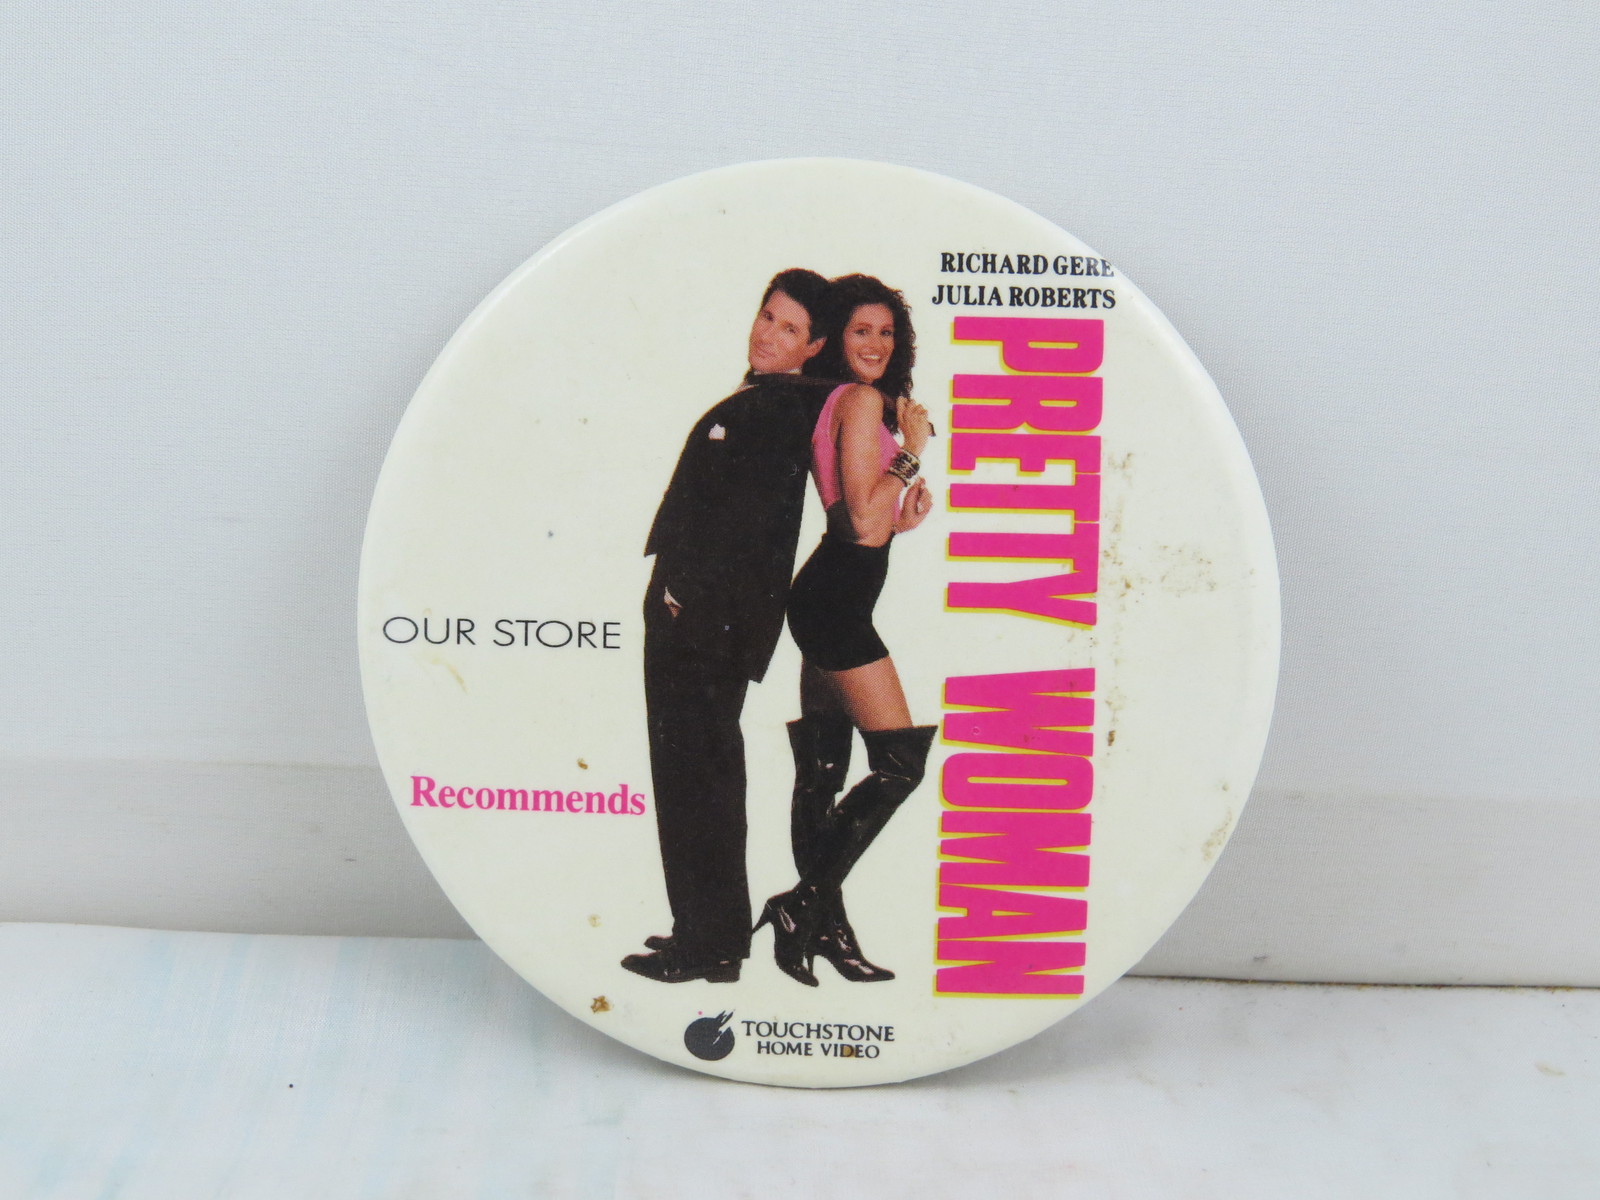 RICHARD GERE
JULIA ROBERTS
PRETTY WOMAN
OUR STORE
Recommends
TOUCHSTONE
HOME VIDEO